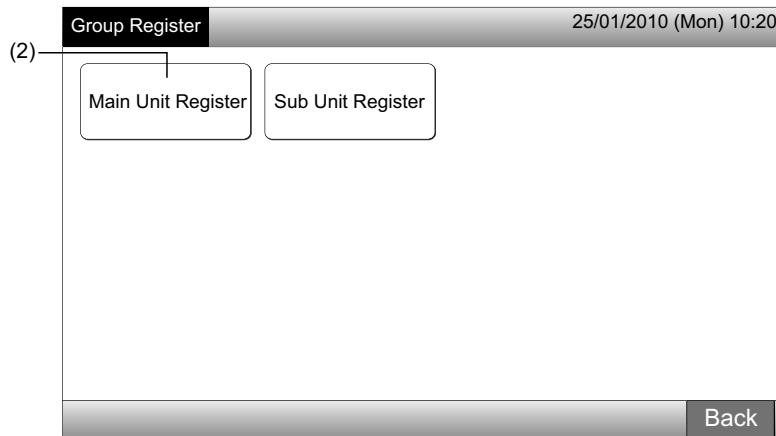 Group Register
25/01/2010 (Mon) 10:20
(2)
Main Unit Register
Sub Unit Register
Back